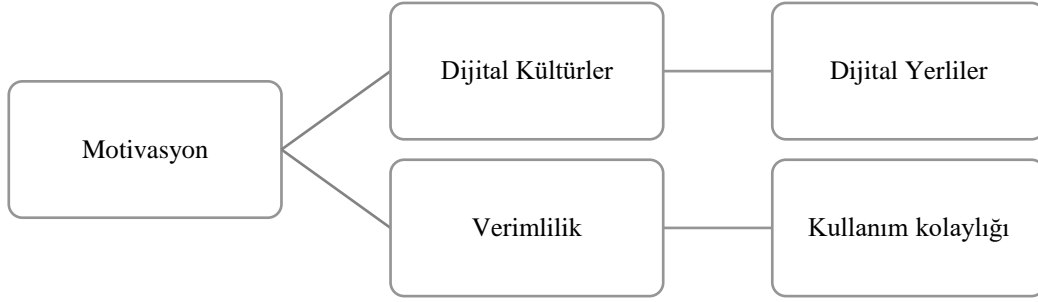 Dijital Kültürler
Dijital Yerliler
Motivasyon
Verimlilik
Kullanım kolaylığı